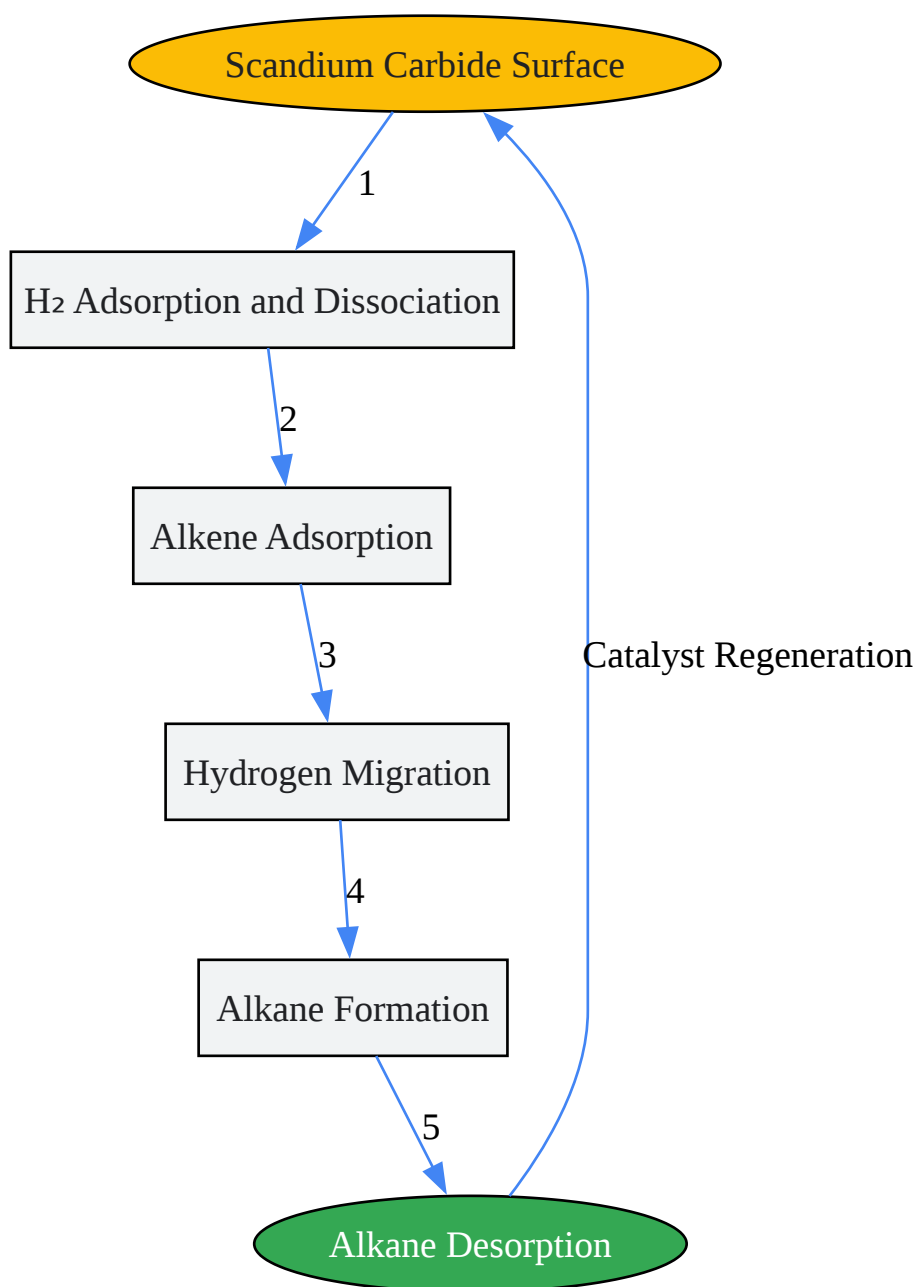 Scandium Carbide Surface
1
H₂ Adsorption and Dissociation
2
Alkene Adsorption
3
Catalyst Regeneration
Hydrogen Migration
4
Alkane Formation
5
Alkane Desorption